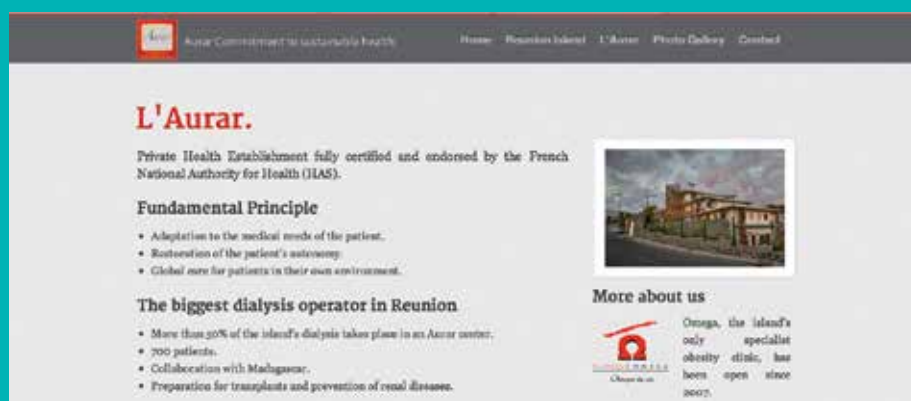 Aurar Commitment to sustainable health
Home Reunion Island L'Aurar Photo Gallery Contact
L'Aurar.
Private Health Establishment fully certified and endorsed by the French
National Authority for Health (HAS).
Fundamental Principle
• Adaptation to the medical needs of the patient.
• Restoration of the patient's autonomy.
• Global care for patients in their own environment.
The biggest dialysis operator in Reunion
• More than 50% of the island's dialysis takes place in an Aurar center.
• 700 patients.
• Collaboration with Madagascar.
• Preparation for transplants and prevention of renal diseases.
More about us
Omega, the island's
only specialist
obesity clinic, has
been open since
2007.